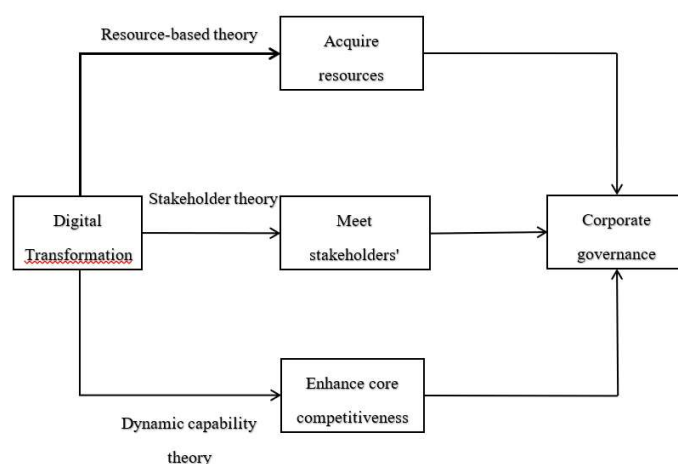 Resource-based theory
Acquire
resources
Stakeholder theory
Digital
Transformation
Meet
stakeholders'
Corporate
governance
Enhance core
competitiveness
Dynamic capability
theory